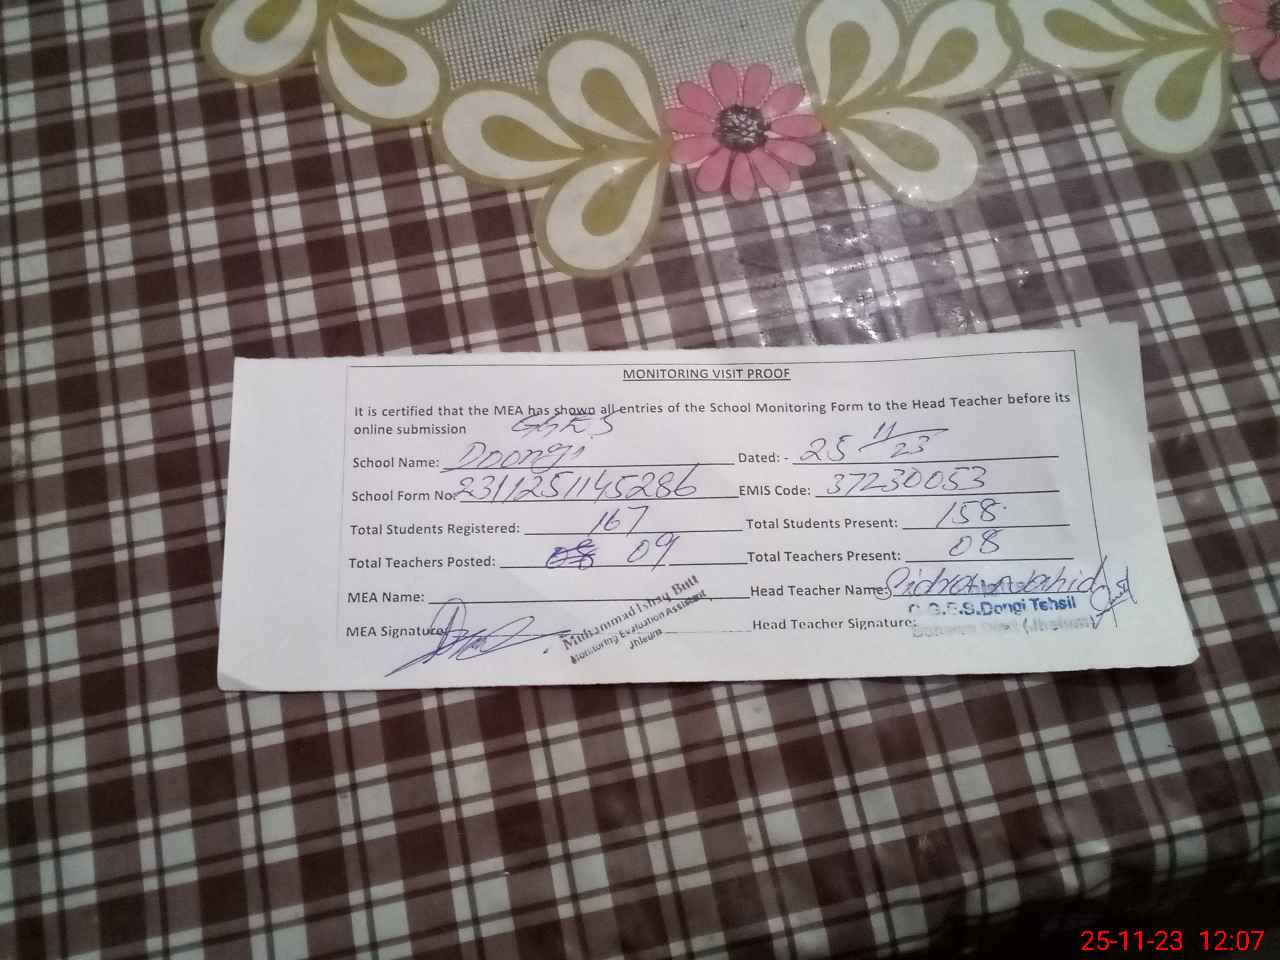 MONITORING VISIT PROOF
It is certified that the MEA has shown all entries of the School Monitoring Form to the Head Teacher before its
online submission
School Name: Doongi Dated: - 25 11/23
School Form No 2311251145286 EMIS Code: 37230053
Total Students Registered: 167 Total Students Present: 158
Total Teachers Posted: 09 Total Teachers Present: 08
MEA Name: Head Teacher Name:
MEA Signature: Head Teacher Signature:
Muhammad Ishaq Butt
Monitoring Evaluation Assistant
Jhleum
Dongi Tehsil
25-11-23 12:07